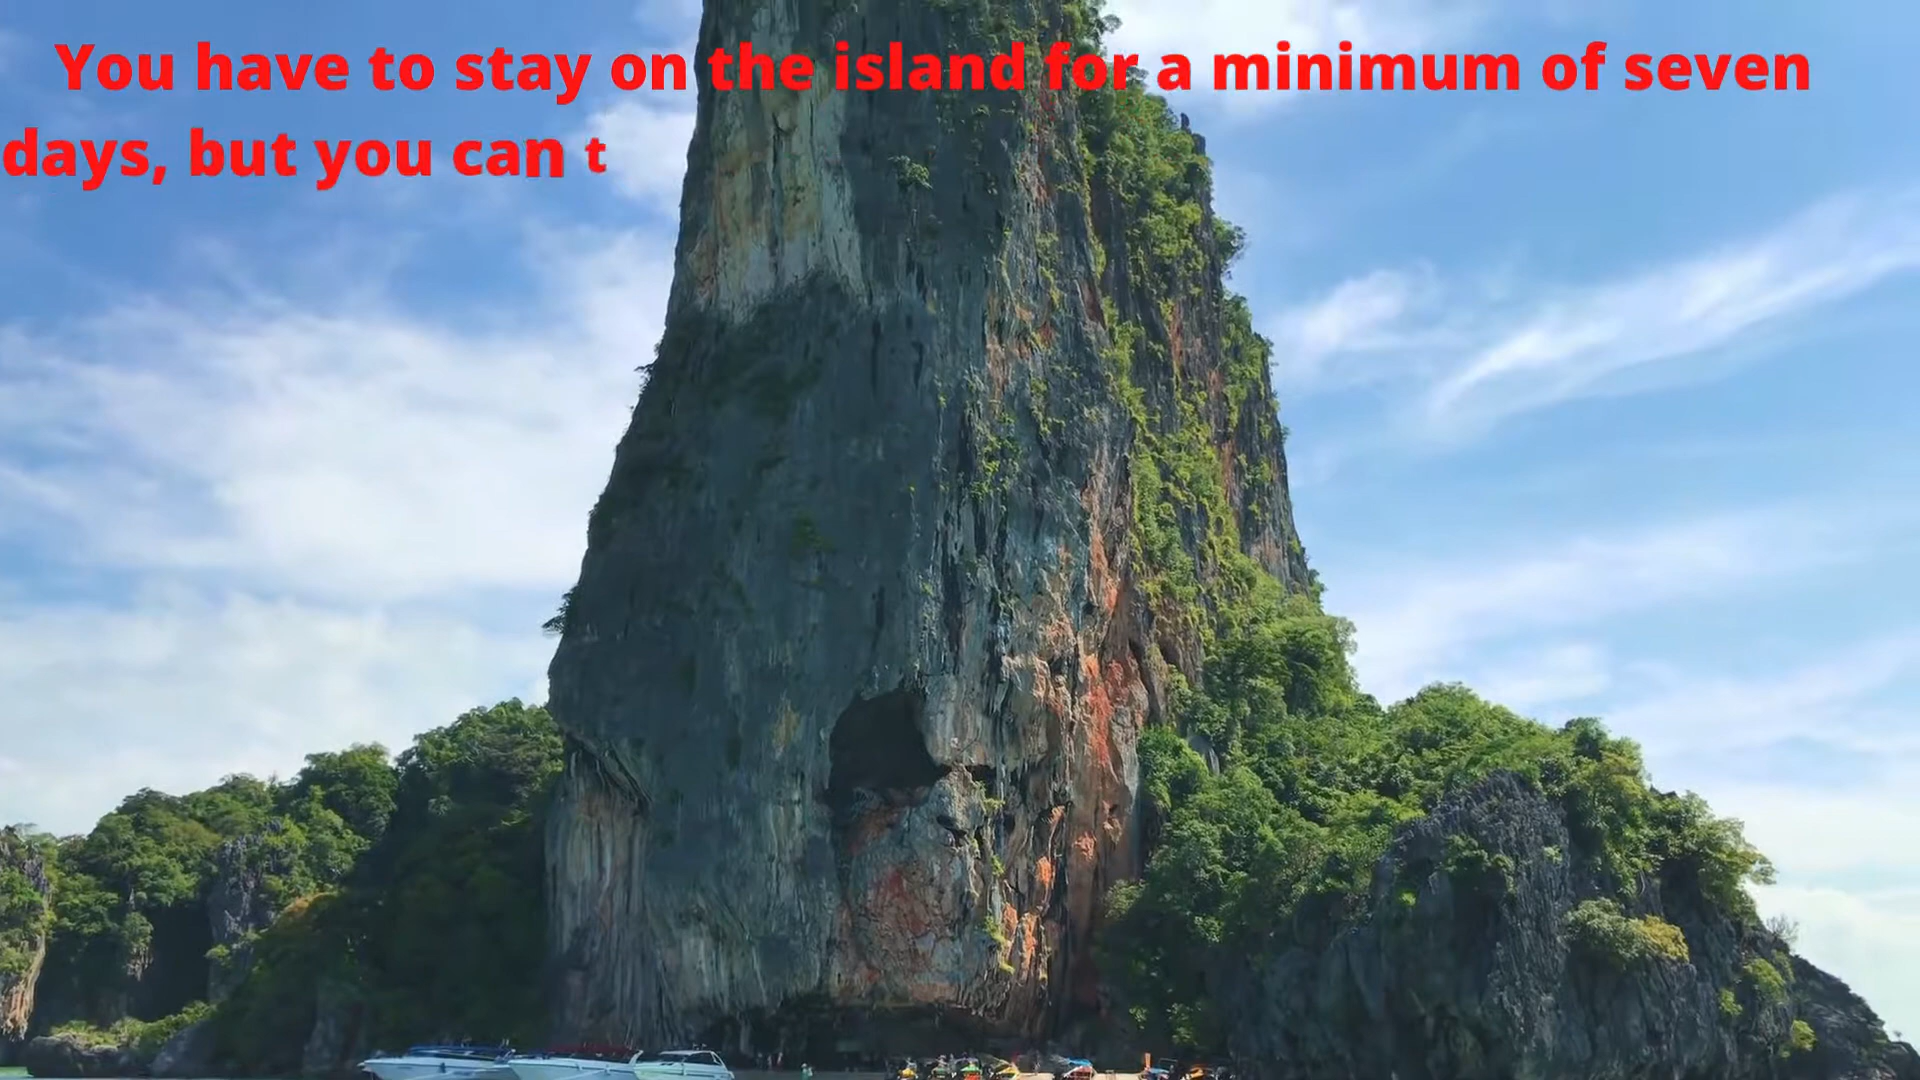 You have to stay on the island for a minimum of seven
days, but you can t